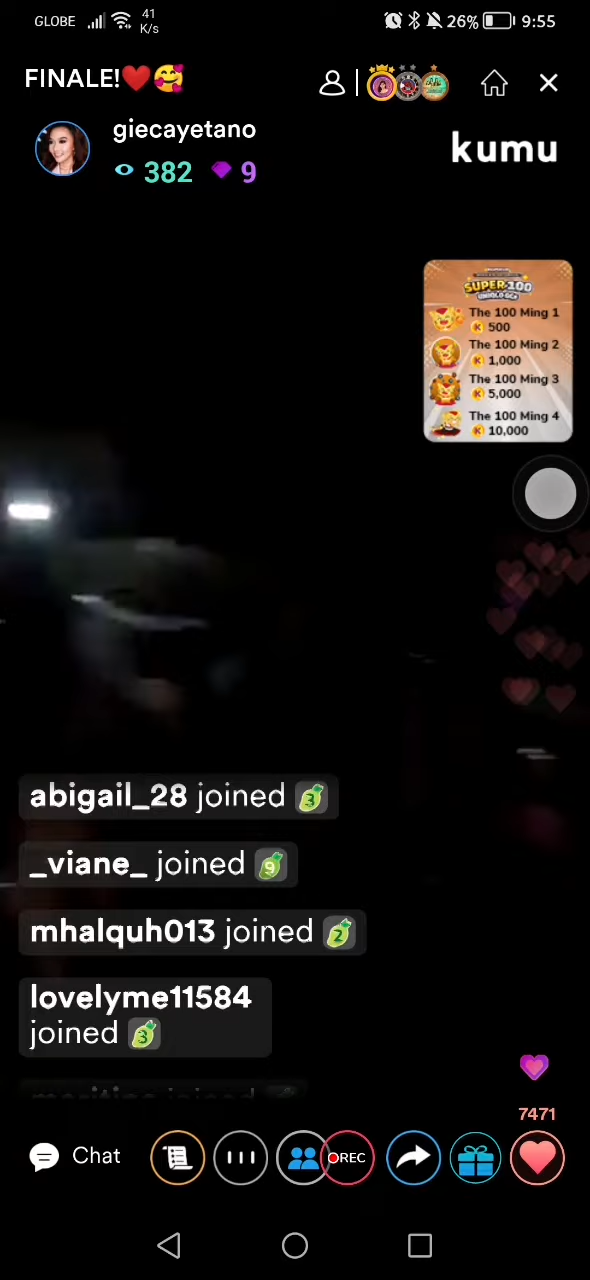 GLOBE 41 K/s 26% 9:55
FINALE!❤️🥰
giecayetano
382 9
kumu
SUPER 100
The 100 Ming 1
500
The 100 Ming 2
1,000
The 100 Ming 3
5,000
The 100 Ming 4
10,000
abigail_28 joined 3
_viane_ joined 9
mhalquh013 joined 2
lovelyme11584
joined 3
7471
Chat
REC